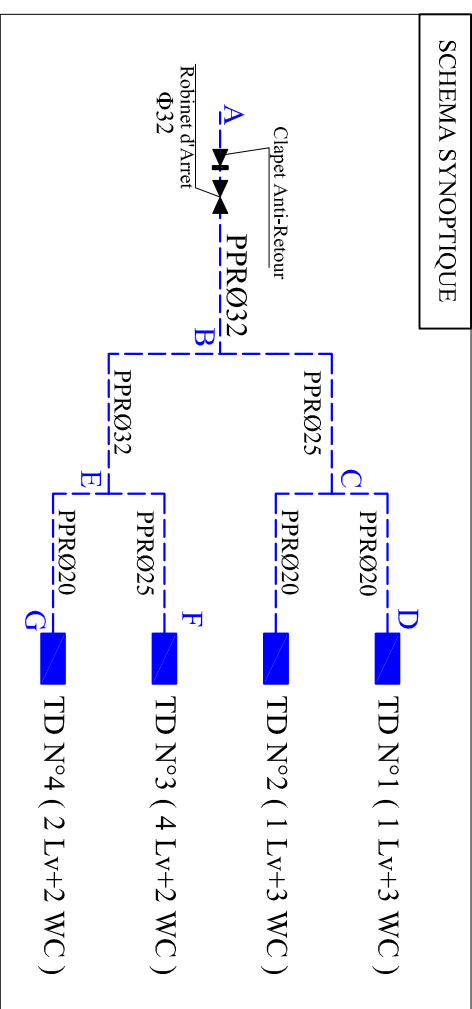 SCHEMA SYNOPTIQUE
A
Clapet Anti-Retour
Robinet d'Arret
Φ32
PPRØ32
B
PPRØ25
C
PPRØ20
D
TD N°1 ( 1 Lv+3 WC )
PPRØ20
TD N°2 ( 1 Lv+3 WC )
PPRØ32
E
PPRØ25
F
TD N°3 ( 4 Lv+2 WC )
PPRØ20
G
TD N°4 ( 2 Lv+2 WC )